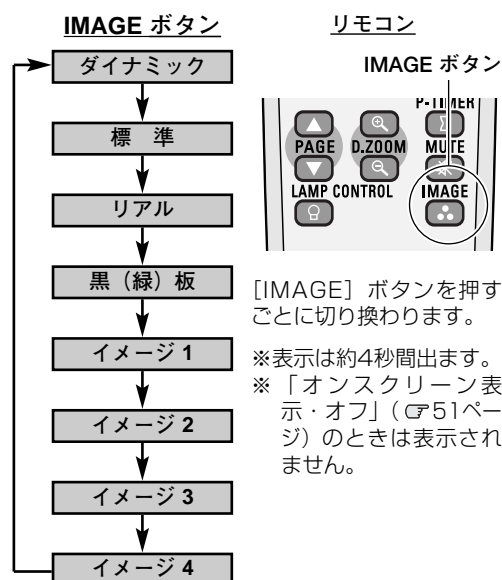 IMAGE ボタン
ダイナミック
標 準
リアル
黒（緑）板
イメージ 1
イメージ 2
イメージ 3
イメージ 4
リモコン
IMAGE ボタン
P-TIMER
PAGE D.ZOOM MUTE
LAMP CONTROL IMAGE
［IMAGE］ボタンを押す
ごとに切り換わります。
※表示は約4秒間出ます。
※「オンスクリーン表
示・オフ」（☞51ペー
ジ）のときは表示され
ません。